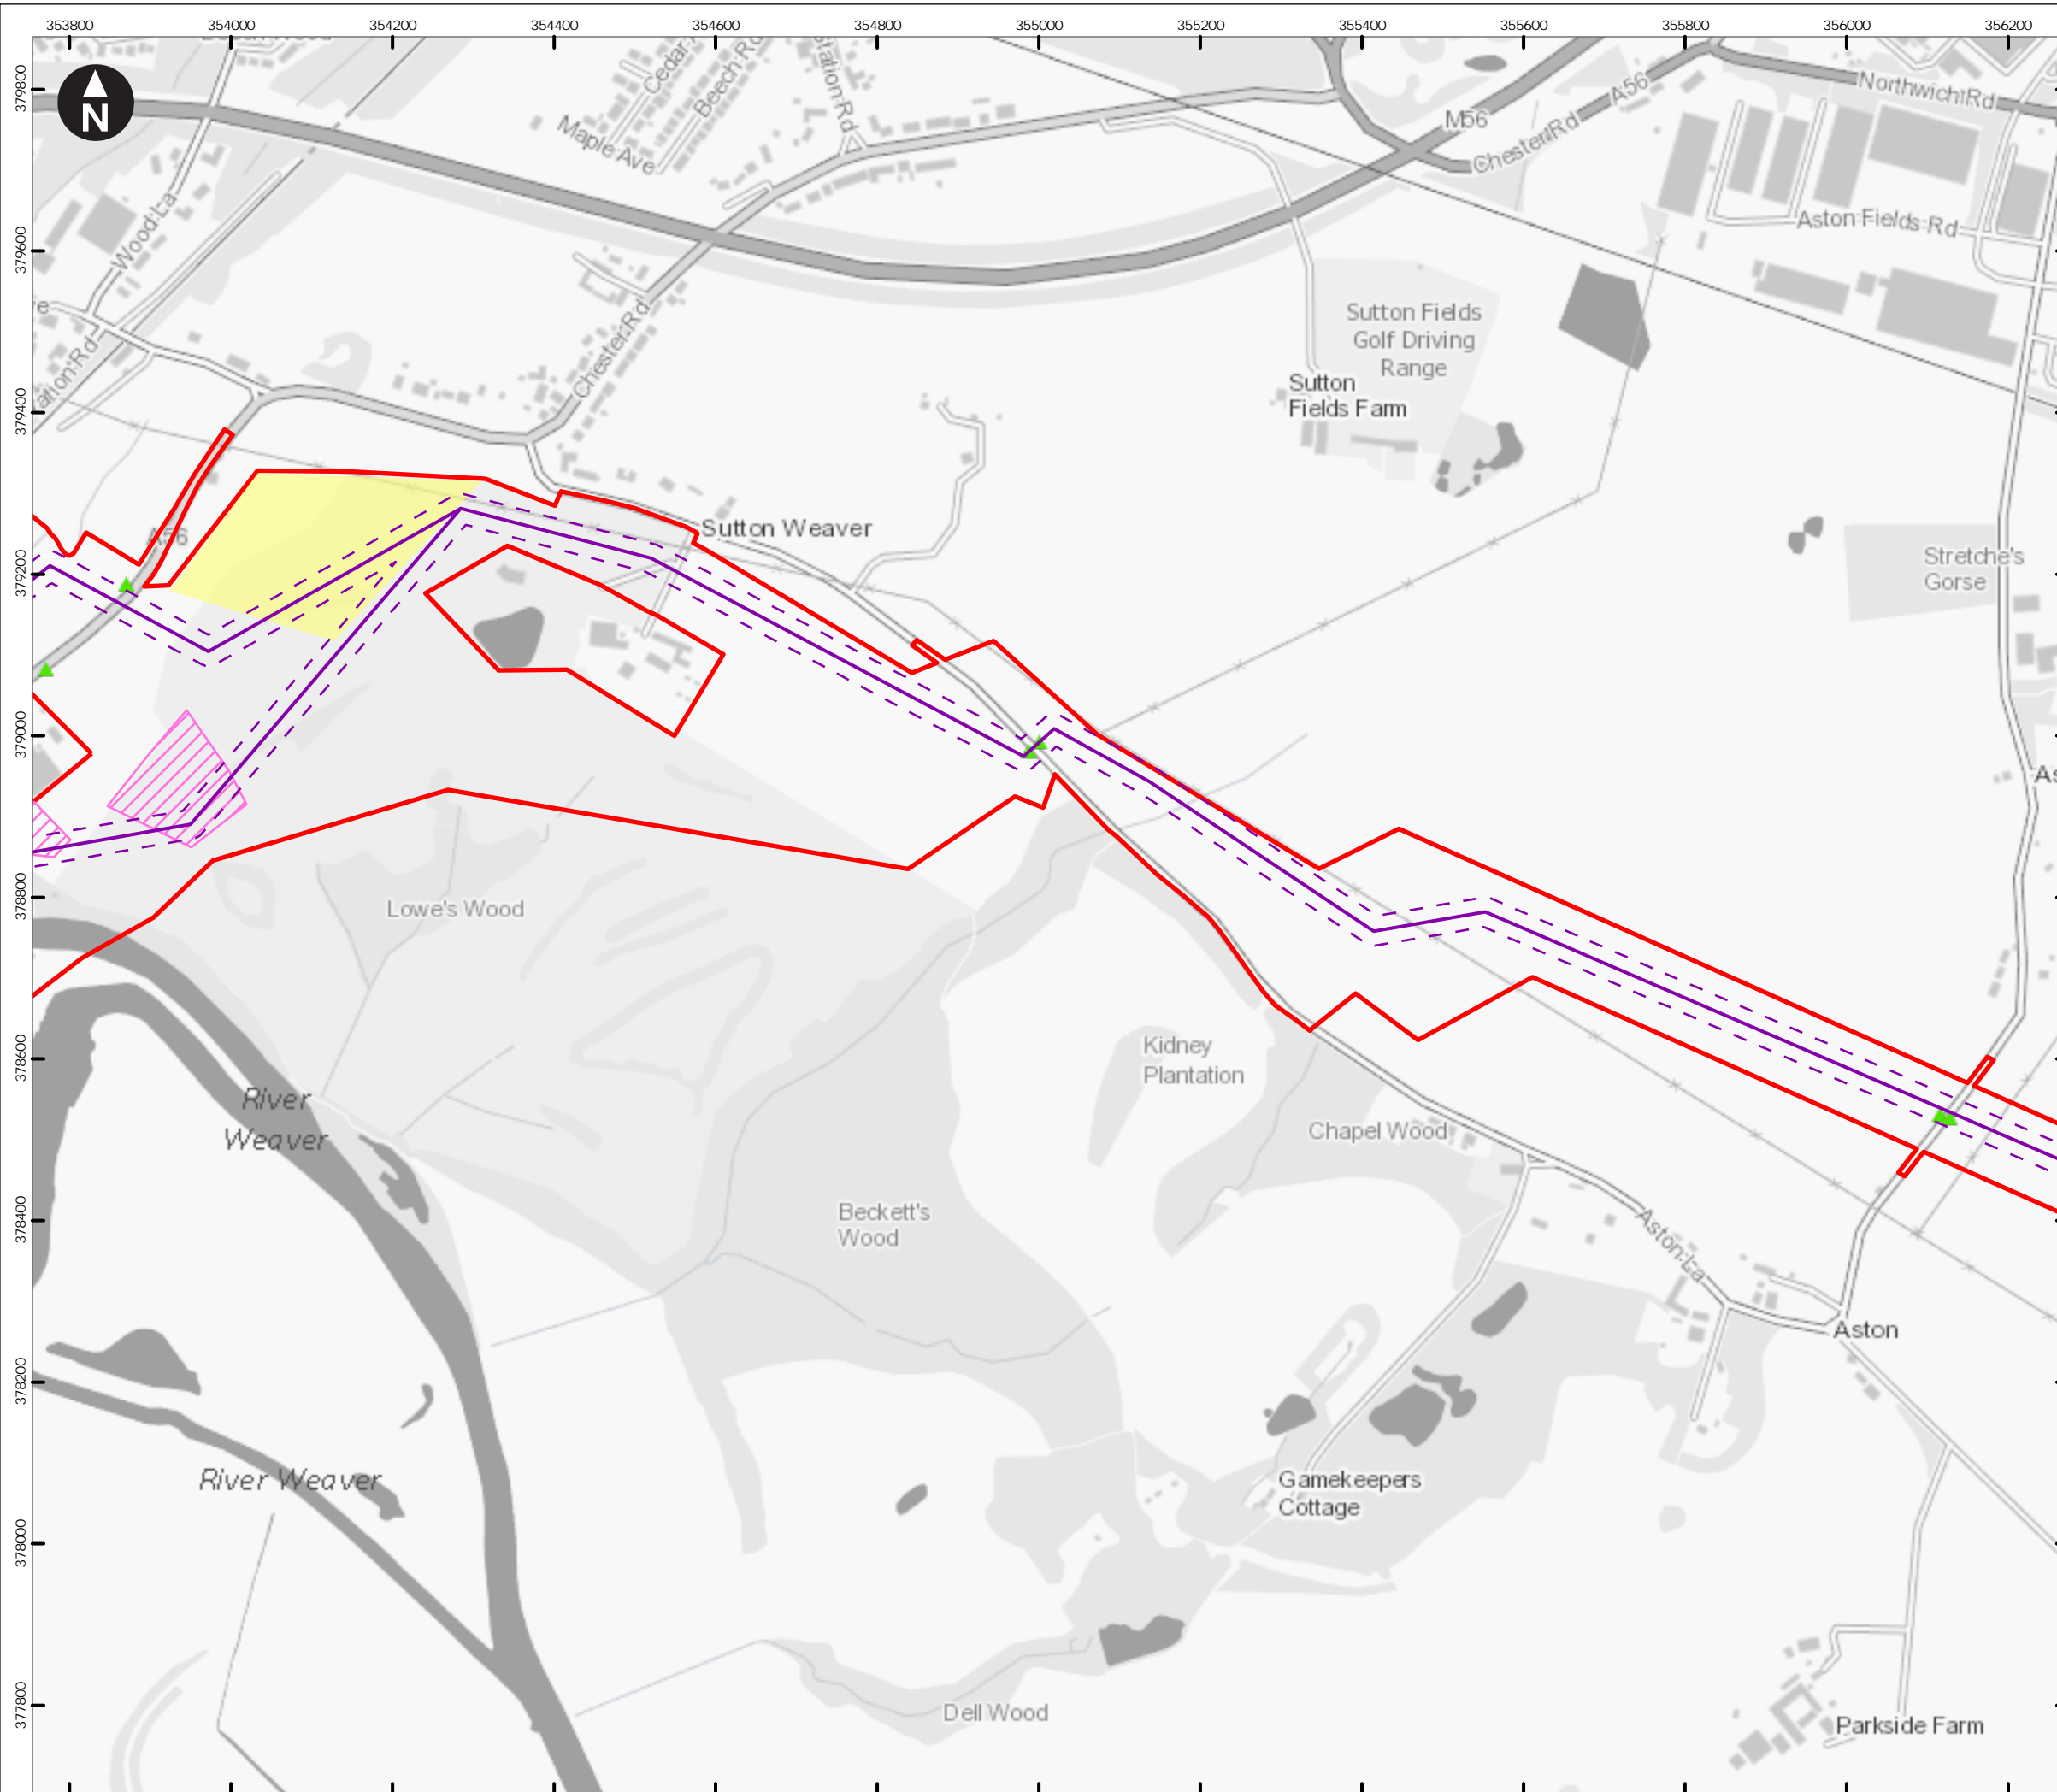 353800 354000 354200 354400 354600 354800 355000 355200 355400 355600 355800 356000 356200
379800
379600
379400
379200
379000
378800
378600
378400
378200
378000
377800
N
Cedar
Beech Rd
Station Rd
Maple Ave
M56
A56
Chester Rd
Northwich Rd
Aston Fields Rd
Wood La
Chester Rd
Sutton Fields
Golf Driving
Range
Sutton
Fields Farm
A56
Sutton Weaver
Stretche's
Gorse
Lowe's Wood
Kidney
Plantation
River
Weaver
Chapel Wood
Beckett's
Wood
Aston La
Aston
River Weaver
Gamekeepers
Cottage
Dell Wood
Parkside Farm